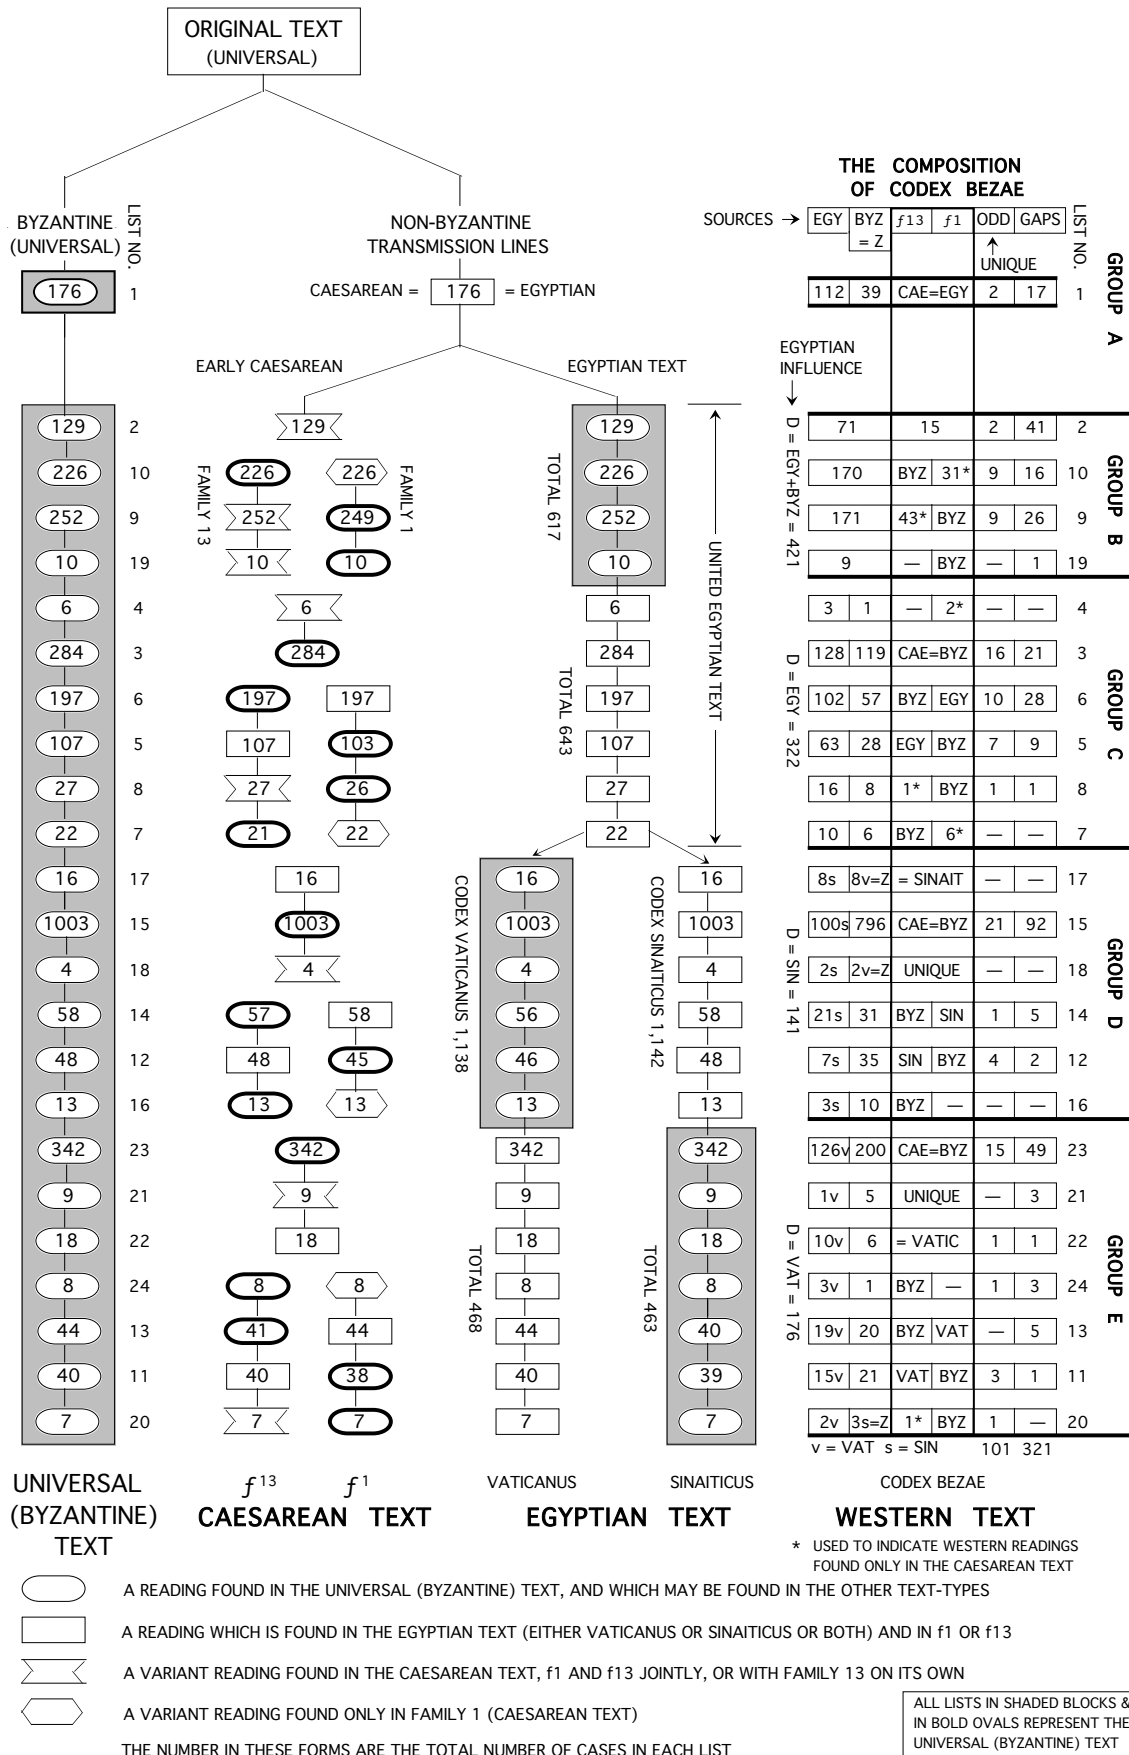 ORIGINAL TEXT
(UNIVERSAL)
THE COMPOSITION
OF CODEX BEZAE
BYZANTINE
(UNIVERSAL)
LIST NO.
NON-BYZANTINE
TRANSMISSION LINES
SOURCES → EGY BYZ = Z f13 f1 ODD GAPS
UNIQUE
LIST NO.
176 1 CAESAREAN = 176 = EGYPTIAN 112 39 CAE=EGY 2 17 1
GROUP A
EARLY CAESAREAN
EGYPTIAN TEXT
EGYPTIAN
INFLUENCE
129 2 129 129 71 15 2 41 2
226 10 226 226 226 170 BYZ 31* 9 16 10
252 9 252 249 252 171 43* BYZ 9 26 9
10 19 10 10 10 9 — BYZ — 1 19
FAMILY 13
FAMILY 1
TOTAL 617
UNITED EGYPTIAN TEXT
D = EGY+BYZ = 421
GROUP B
6 4 6 6 3 1 — 2* — — 4
284 3 284 284 128 119 CAE=BYZ 16 21 3
197 6 197 197 197 102 57 BYZ EGY 10 28 6
107 5 107 103 107 63 28 EGY BYZ 7 9 5
27 8 27 26 27 16 8 1* BYZ 1 1 8
22 7 21 22 22 10 6 BYZ 6* — — 7
TOTAL 643
D = EGY = 322
GROUP C
16 17 16 16 16 8s 8v=Z = SINAIT — — 17
1003 15 1003 1003 1003 100s 796 CAE=BYZ 21 92 15
4 18 4 4 4 2s 2v=Z UNIQUE — — 18
58 14 57 58 56 58 21s 31 BYZ SIN 1 5 14
48 12 48 45 46 48 7s 35 SIN BYZ 4 2 12
13 16 13 13 13 13 3s 10 BYZ — — — 16
CODEX VATICANUS 1,138
CODEX SINAITICUS 1,142
D = SIN = 141
GROUP D
342 23 342 342 342 126v 200 CAE=BYZ 15 49 23
9 21 9 9 9 1v 5 UNIQUE — 3 21
18 22 18 18 18 10v 6 = VATIC 1 1 22
8 24 8 8 8 8 3v 1 BYZ — 1 3 24
44 13 41 44 44 40 19v 20 BYZ VAT — 5 13
40 11 40 38 40 39 15v 21 VAT BYZ 3 1 11
7 20 7 7 7 7 2v 3s=Z 1* BYZ 1 — 20
TOTAL 468
TOTAL 463
D = VAT = 176
GROUP E
v = VAT s = SIN 101 321
UNIVERSAL
(BYZANTINE)
TEXT
f13 f1
CAESAREAN TEXT
VATICANUS SINAITICUS
EGYPTIAN TEXT
CODEX BEZAE
WESTERN TEXT
* USED TO INDICATE WESTERN READINGS
FOUND ONLY IN THE CAESAREAN TEXT
A READING FOUND IN THE UNIVERSAL (BYZANTINE) TEXT, AND WHICH MAY BE FOUND IN THE OTHER TEXT-TYPES
A READING WHICH IS FOUND IN THE EGYPTIAN TEXT (EITHER VATICANUS OR SINAITICUS OR BOTH) AND IN f1 OR f13
A VARIANT READING FOUND IN THE CAESAREAN TEXT, f1 AND f13 JOINTLY, OR WITH FAMILY 13 ON ITS OWN
A VARIANT READING FOUND ONLY IN FAMILY 1 (CAESAREAN TEXT)
THE NUMBER IN THESE FORMS ARE THE TOTAL NUMBER OF CASES IN EACH LIST
ALL LISTS IN SHADED BLOCKS &
IN BOLD OVALS REPRESENT THE
UNIVERSAL (BYZANTINE) TEXT